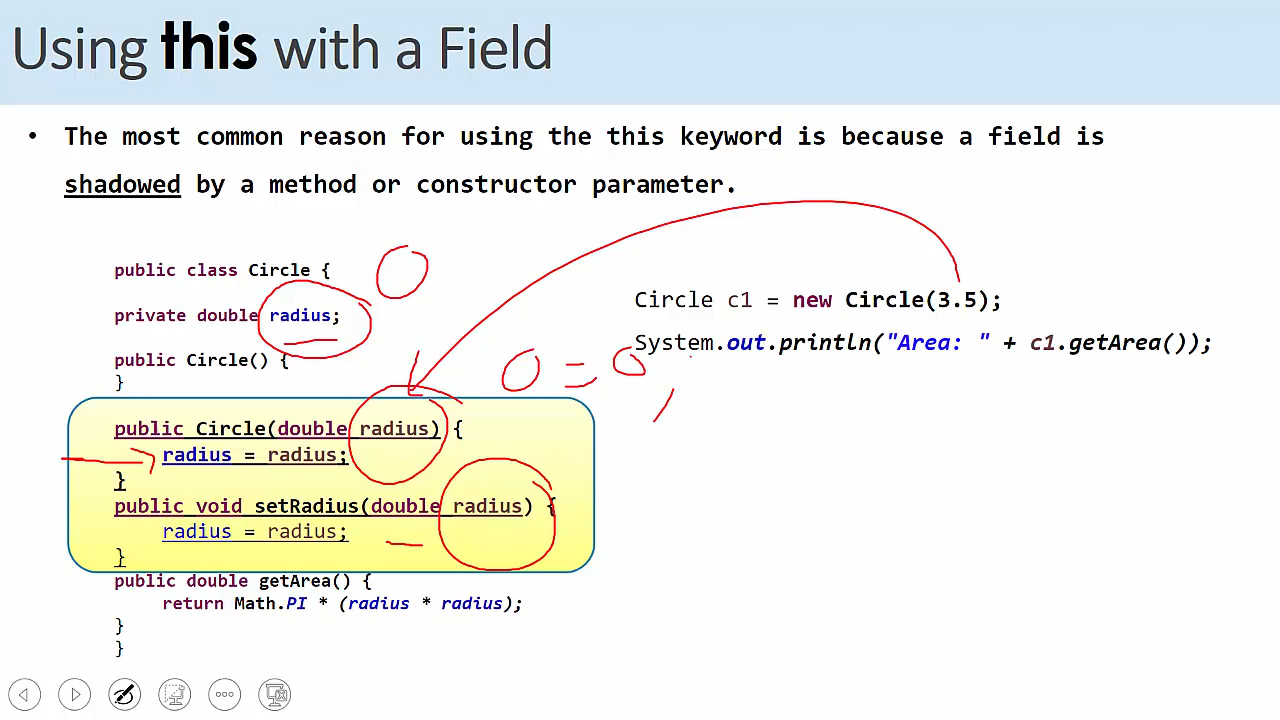 Using this with a Field
• The most common reason for using the this keyword is because a field is
shadowed by a method or constructor parameter.
public class Circle {
private double radius;
public Circle() {
}
public Circle(double radius) {
radius = radius;
}
public void setRadius(double radius) {
radius = radius;
}
public double getArea() {
return Math.PI * (radius * radius);
}
}
Circle c1 = new Circle(3.5);
System.out.println("Area: " + c1.getArea());
0 = 0